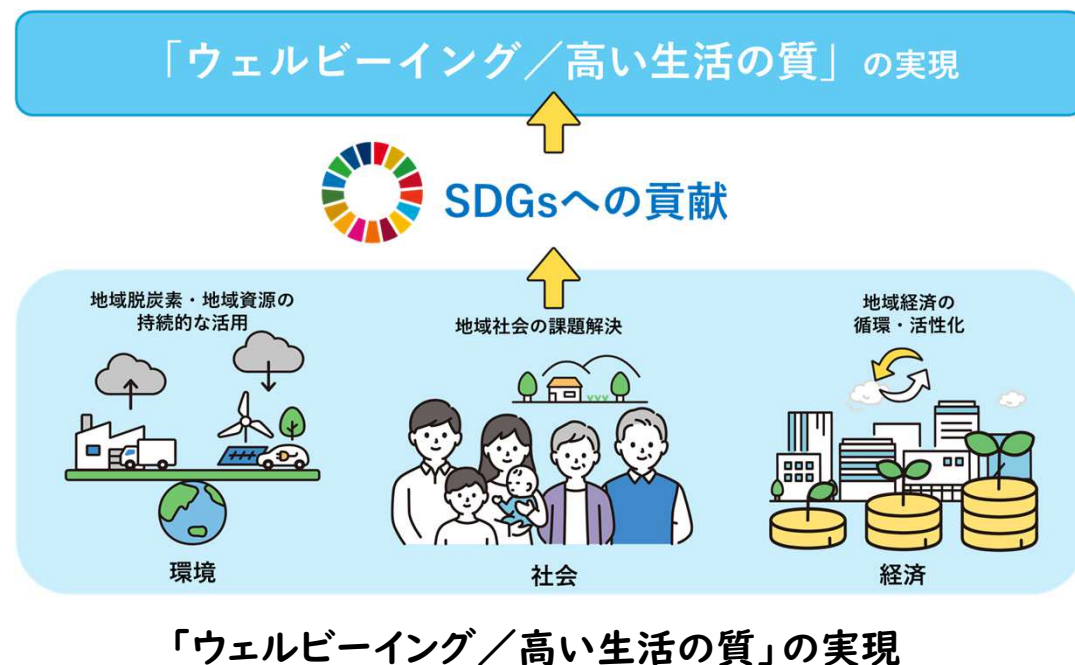 「ウェルビーイング／高い生活の質」の実現
SDGsへの貢献
地域脱炭素・地域資源の
持続的な活用
地域社会の課題解決
地域経済の
循環・活性化
環境
社会
経済
「ウェルビーイング／高い生活の質」の実現